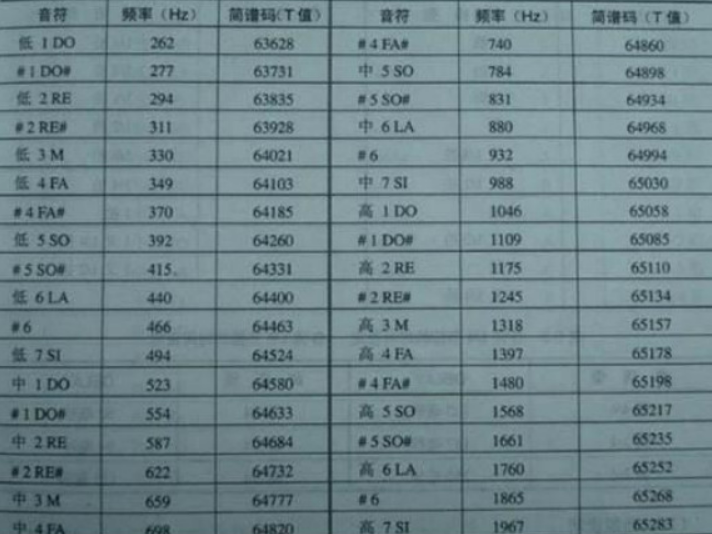 音符 频率（Hz） 简谱码(T 值) 音符 频率（Hz） 简谱码（T 值）
低 1 DO 262 63628 # 4 FA# 740 64860
# 1 DO# 277 63731 中 5 SO 784 64898
低 2 RE 294 63835 # 5 SO# 831 64934
# 2 RE# 311 63928 中 6 LA 880 64968
低 3 M 330 64021 # 6 932 64994
低 4 FA 349 64103 中 7 SI 988 65030
# 4 FA# 370 64185 高 1 DO 1046 65058
低 5 SO 392 64260 # 1 DO# 1109 65085
# 5 SO# 415 64331 高 2 RE 1175 65110
低 6 LA 440 64400 # 2 RE# 1245 65134
# 6 466 64463 高 3 M 1318 65157
低 7 SI 494 64524 高 4 FA 1397 65178
中 1 DO 523 64580 # 4 FA# 1480 65198
# 1 DO# 554 64633 高 5 SO 1568 65217
中 2 RE 587 64684 # 5 SO# 1661 65235
# 2 RE# 622 64732 高 6 LA 1760 65252
中 3 M 659 64777 # 6 1865 65268
中 4 FA 698 64820 高 7 SI 1967 65283